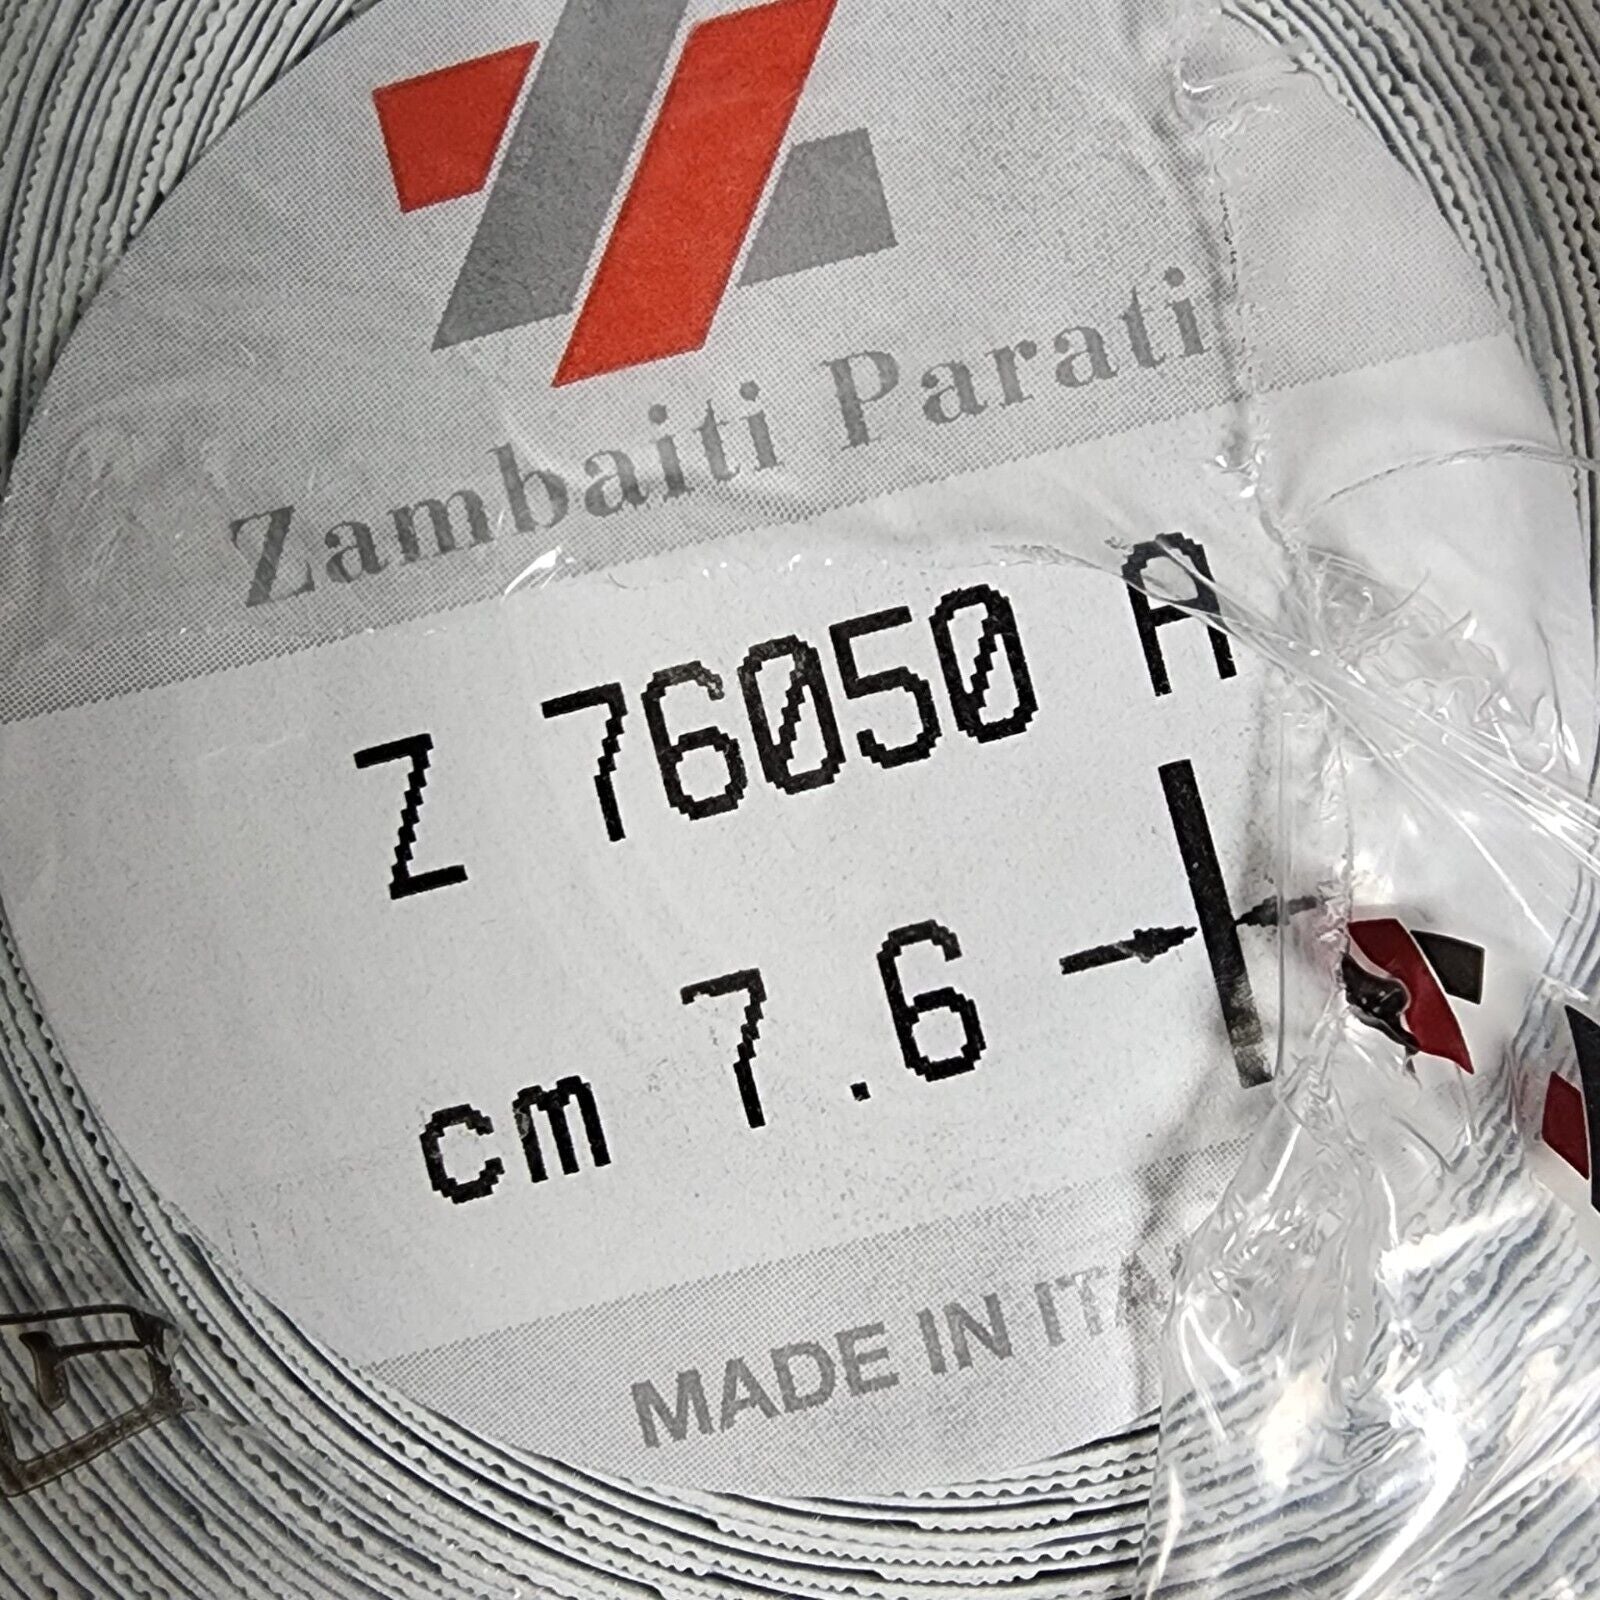 Zambaiti Parati
Z 76050 A
cm 7.6
MADE IN ITA